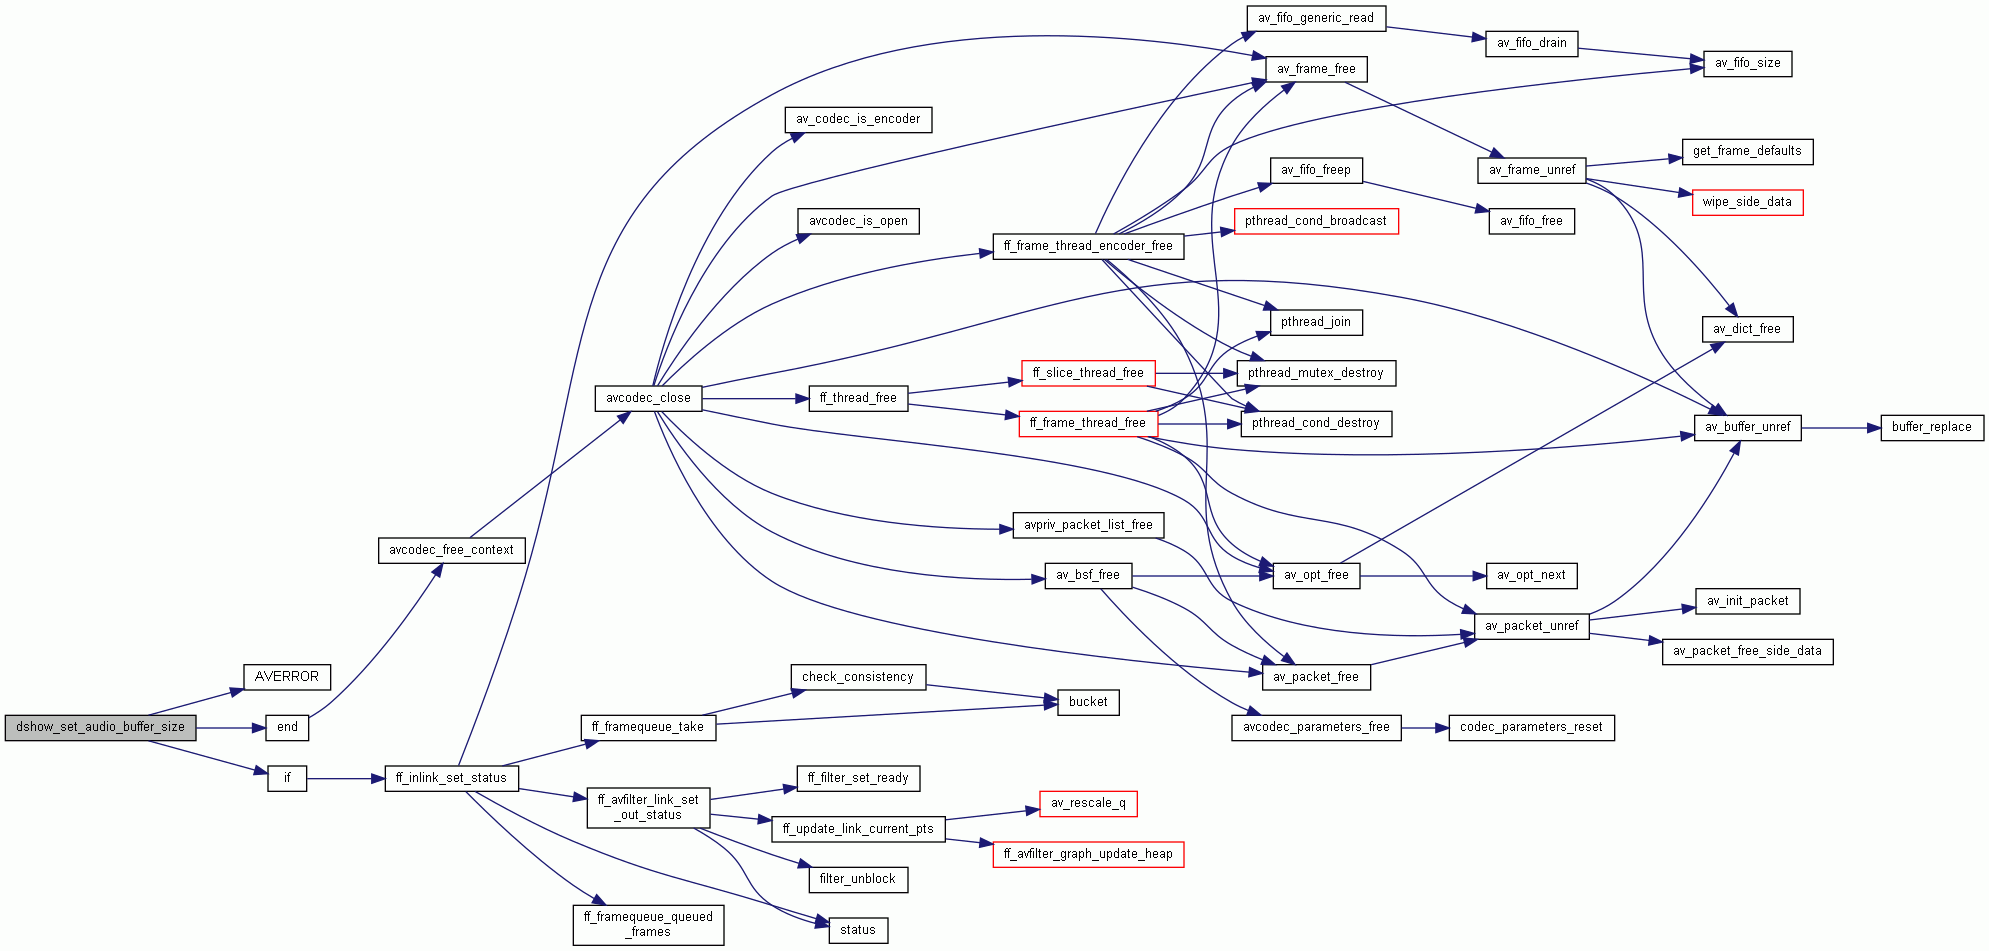 av_fifo_generic_read
av_fifo_drain
av_fifo_size
av_frame_free
av_codec_is_encoder
get_frame_defaults
av_frame_unref
av_fifo_freep
wipe_side_data
avcodec_is_open
pthread_cond_broadcast
av_fifo_free
ff_frame_thread_encoder_free
pthread_join
av_dict_free
ff_slice_thread_free
pthread_mutex_destroy
avcodec_close
ff_thread_free
ff_frame_thread_free
pthread_cond_destroy
av_buffer_unref
buffer_replace
avpriv_packet_list_free
avcodec_free_context
av_bsf_free
av_opt_free
av_opt_next
av_init_packet
av_packet_unref
av_packet_free_side_data
AVERROR
check_consistency
av_packet_free
bucket
dshow_set_audio_buffer_size
end
ff_framequeue_take
avcodec_parameters_free
codec_parameters_reset
if
ff_inlink_set_status
ff_filter_set_ready
ff_avfilter_link_set
_out_status
av_rescale_q
ff_update_link_current_pts
ff_avfilter_graph_update_heap
filter_unblock
ff_framequeue_queued
_frames
status